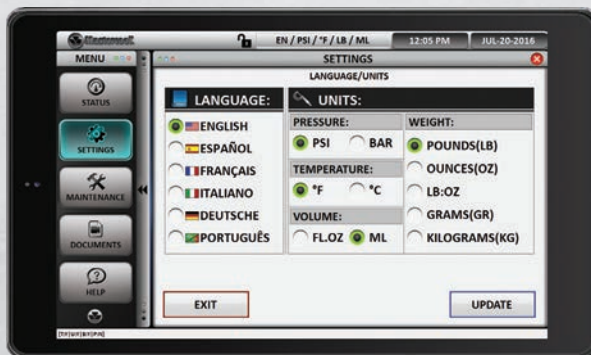 Mastercool
EN / PSI / °F / LB / ML
12:05 PM
JUL-20-2016
MENU
SETTINGS
LANGUAGE/UNITS
STATUS
SETTINGS
MAINTENANCE
DOCUMENTS
HELP
LANGUAGE:
ENGLISH
ESPAÑOL
FRANÇAIS
ITALIANO
DEUTSCHE
PORTUGUÊS
UNITS:
PRESSURE:
PSI
BAR
TEMPERATURE:
°F
°C
VOLUME:
FL.OZ
ML
WEIGHT:
POUNDS(LB)
OUNCES(OZ)
LB:OZ
GRAMS(GR)
KILOGRAMS(KG)
EXIT
UPDATE